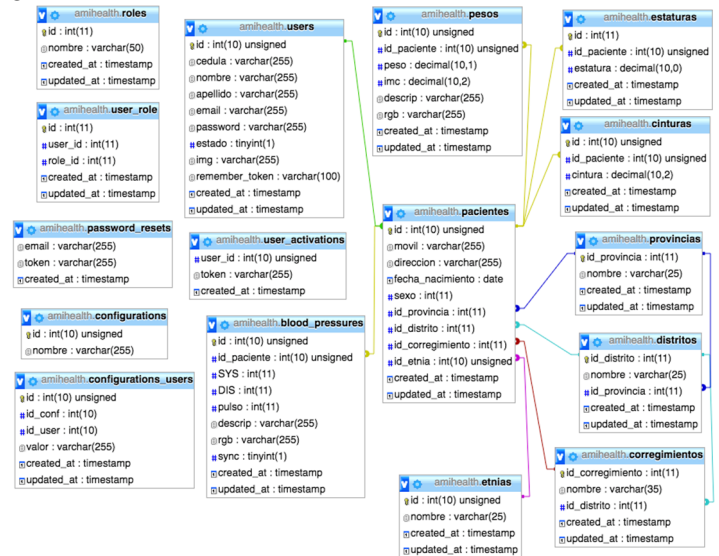 amihealth.roles
id : int(11)
nombre : varchar(50)
created_at : timestamp
updated_at : timestamp
amihealth.user_role
id : int(11)
user_id : int(11)
role_id : int(11)
created_at : timestamp
updated_at : timestamp
amihealth.password_resets
email : varchar(255)
token : varchar(255)
created_at : timestamp
amihealth.configurations
id : int(10) unsigned
nombre : varchar(255)
amihealth.configurations_users
id : int(10) unsigned
id_conf : int(10)
id_user : int(10)
valor : varchar(255)
created_at : timestamp
updated_at : timestamp
amihealth.users
id : int(10) unsigned
cedula : varchar(255)
nombre : varchar(255)
apellido : varchar(255)
email : varchar(255)
password : varchar(255)
estado : tinyint(1)
img : varchar(255)
remember_token : varchar(100)
created_at : timestamp
updated_at : timestamp
amihealth.user_activations
user_id : int(10) unsigned
token : varchar(255)
created_at : timestamp
amihealth.blood_pressures
id : int(10) unsigned
id_paciente : int(10) unsigned
SYS : int(11)
DIS : int(11)
pulso : int(11)
descrip : varchar(255)
rgb : varchar(255)
sync : tinyint(1)
created_at : timestamp
updated_at : timestamp
amihealth.pesos
id : int(10) unsigned
id_paciente : int(10) unsigned
peso : decimal(10,1)
imc : decimal(10,2)
descrip : varchar(255)
rgb : varchar(255)
created_at : timestamp
updated_at : timestamp
amihealth.pacientes
id : int(10) unsigned
movil : varchar(255)
direccion : varchar(255)
fecha_nacimiento : date
sexo : int(11)
id_provincia : int(11)
id_distrito : int(11)
id_corregimiento : int(11)
id_etnia : int(10) unsigned
created_at : timestamp
updated_at : timestamp
amihealth.etnias
id : int(10) unsigned
nombre : varchar(25)
created_at : timestamp
updated_at : timestamp
amihealth.estaturas
id : int(11)
id_paciente : int(10) unsigned
estatura : decimal(10,0)
created_at : timestamp
updated_at : timestamp
amihealth.cinturas
id : int(10) unsigned
id_paciente : int(10) unsigned
cintura : decimal(10,2)
created_at : timestamp
updated_at : timestamp
amihealth.provincias
id_provincia : int(11)
nombre : varchar(25)
created_at : timestamp
updated_at : timestamp
amihealth.distritos
id_distrito : int(11)
nombre : varchar(25)
id_provincia : int(11)
created_at : timestamp
updated_at : timestamp
amihealth.corregimientos
id_corregimiento : int(11)
nombre : varchar(35)
id_distrito : int(11)
created_at : timestamp
updated_at : timestamp